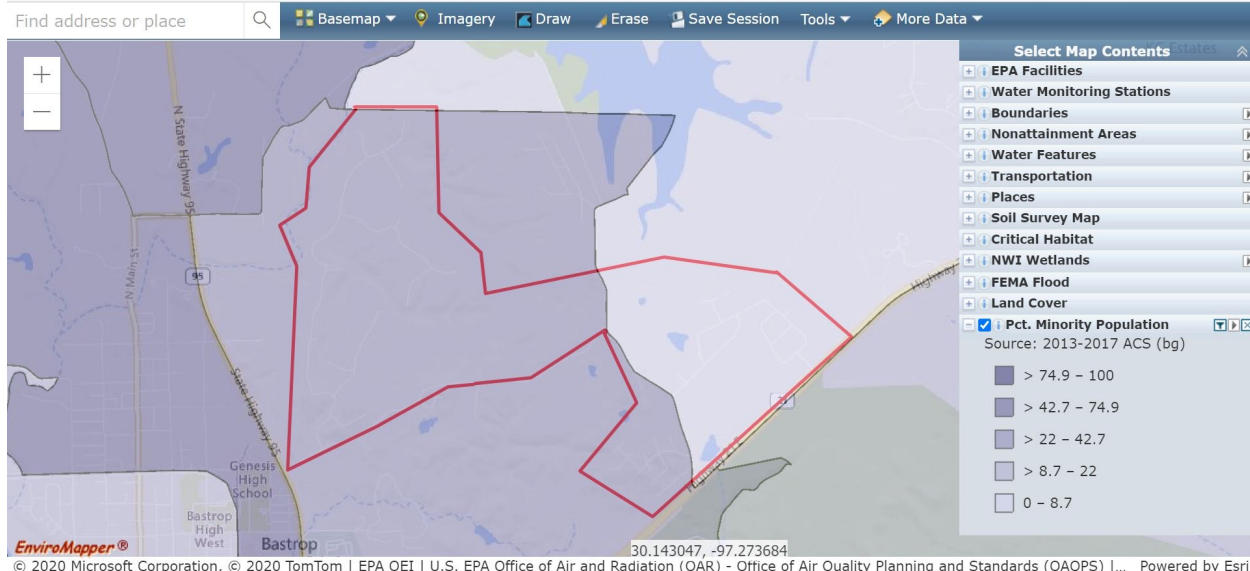 Find address or place
Basemap
Imagery
Draw
Erase
Save Session
Tools
More Data
+
−
Select Map Contents
Estates
EPA Facilities
Water Monitoring Stations
Boundaries
Nonattainment Areas
Water Features
Transportation
Places
Soil Survey Map
Critical Habitat
NWI Wetlands
FEMA Flood
Land Cover
Pct. Minority Population
Source: 2013-2017 ACS (bg)
> 74.9 – 100
> 42.7 – 74.9
> 22 – 42.7
> 8.7 – 22
0 – 8.7
N State Highway 95
N Main St
95
State Highway 95
Highway
Highway
Genesis
High
School
Bastrop
High
West
Bastrop
EnviroMapper ®
30.143047, -97.273684
© 2020 Microsoft Corporation, © 2020 TomTom | EPA OEI | U.S. EPA Office of Air and Radiation (OAR) - Office of Air Quality Planning and Standards (OAQPS) |... Powered by Esri